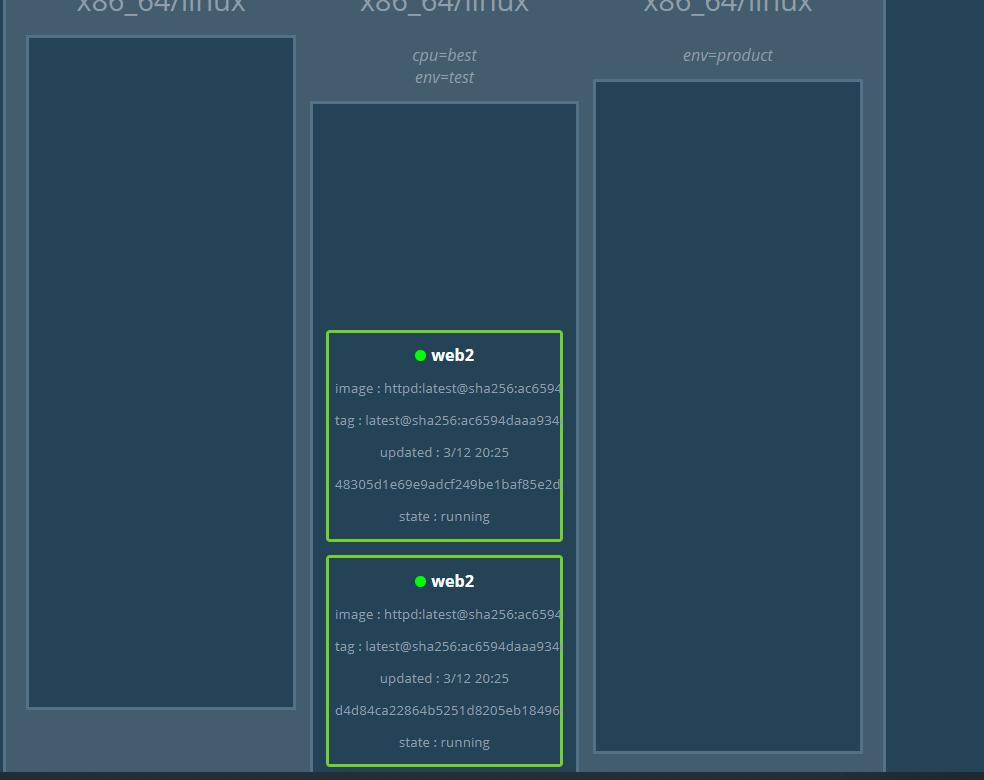 x86_64/linux
x86_64/linux
x86_64/linux
cpu=best
env=test
env=product
web2
image : httpd:latest@sha256:ac6594
tag : latest@sha256:ac6594daaa934
updated : 3/12 20:25
48305d1e69e9adcf249be1baf85e2d
state : running
web2
image : httpd:latest@sha256:ac6594
tag : latest@sha256:ac6594daaa934
updated : 3/12 20:25
d4d84ca22864b5251d8205eb18496
state : running